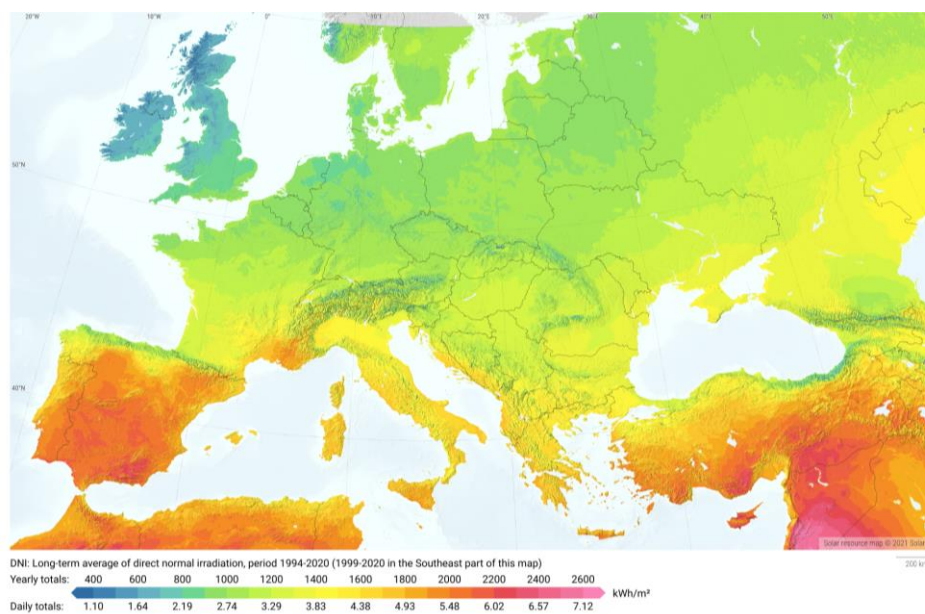 20°W 0° 10°E 20°E 30°E 40°E 50°E
50°N
40°N
Solar resource map © 2021 Solar
DNI: Long-term average of direct normal irradiation, period 1994-2020 (1999-2020 in the Southeast part of this map)
200 km
Yearly totals: 400 600 800 1000 1200 1400 1600 1800 2000 2200 2400 2600
kWh/m²
Daily totals: 1.10 1.64 2.19 2.74 3.29 3.83 4.38 4.93 5.48 6.02 6.57 7.12